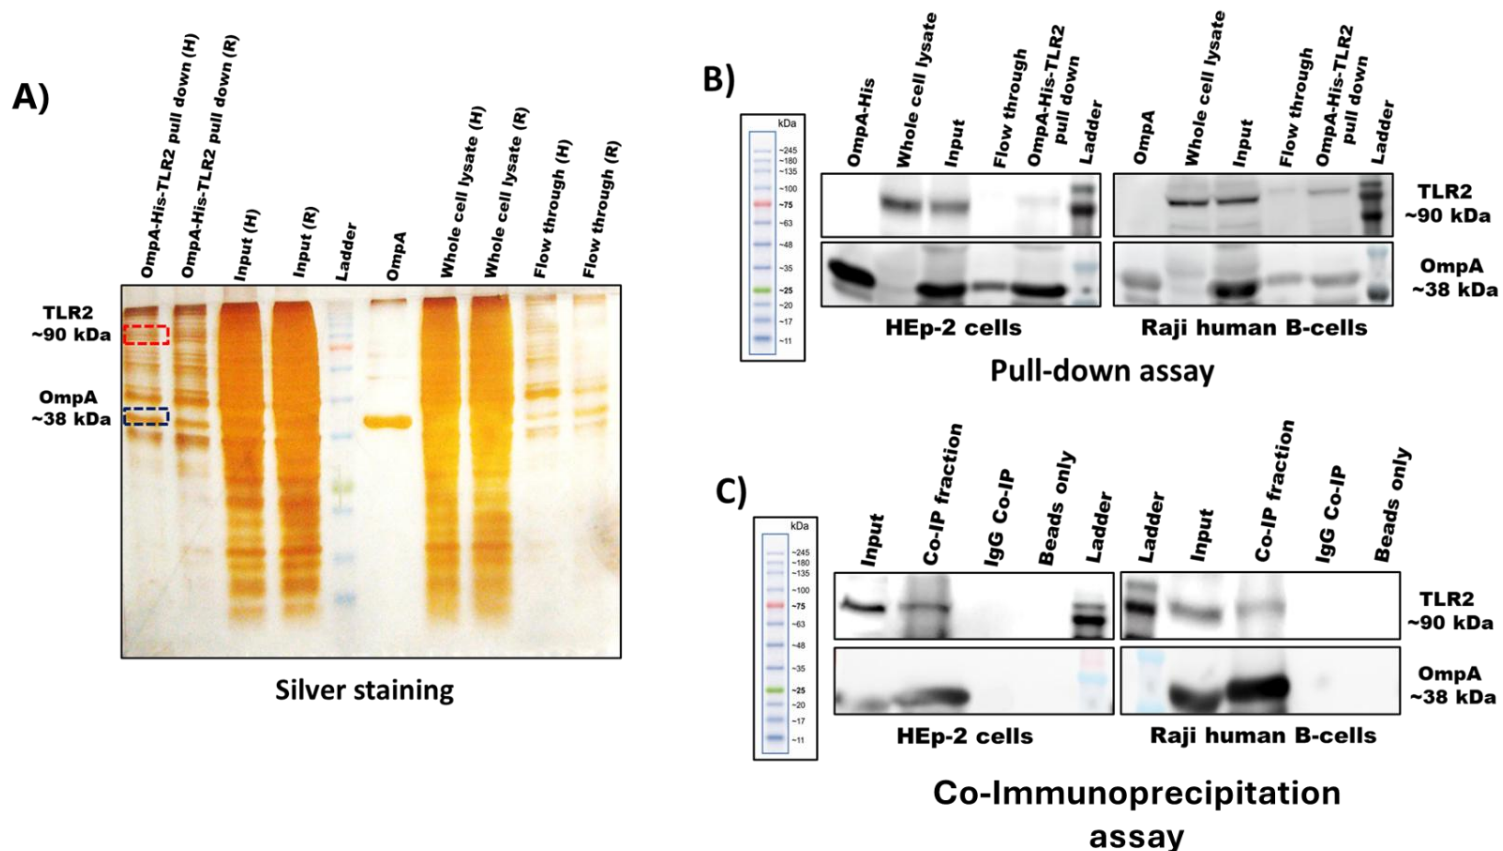 A)
OmpA-His-TLR2 pull down (H)
OmpA-His-TLR2 pull down (R)
Input (H)
Input (R)
Ladder
OmpA
Whole cell lysate (H)
Whole cell lysate (R)
Flow through (H)
Flow through (R)
TLR2
~90 kDa
OmpA
~38 kDa
Silver staining
B)
kDa
~245
~180
~135
~100
~75
~63
~48
~35
~25
~20
~17
~11
OmpA-His
Whole cell lysate
Input
Flow through
OmpA-His-TLR2
pull down
Ladder
OmpA
Whole cell lysate
Input
Flow through
OmpA-His-TLR2
pull down
Ladder
TLR2
~90 kDa
OmpA
~38 kDa
HEp-2 cells
Raji human B-cells
Pull-down assay
C)
kDa
~245
~180
~135
~100
~75
~63
~48
~35
~25
~20
~17
~11
Input
Co-IP fraction
IgG Co-IP
Beads only
Ladder
Ladder
Input
Co-IP fraction
IgG Co-IP
Beads only
TLR2
~90 kDa
OmpA
~38 kDa
HEp-2 cells
Raji human B-cells
Co-Immunoprecipitation
assay